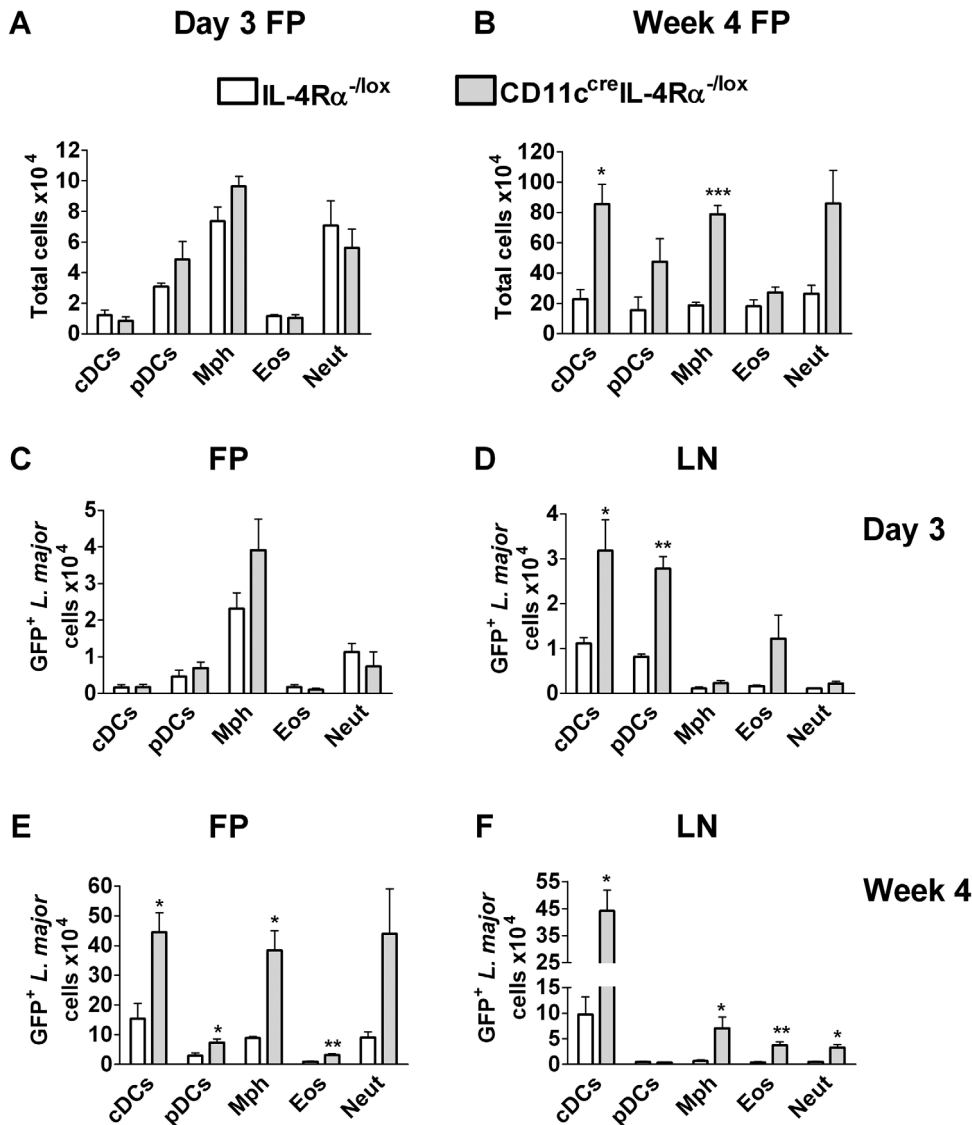 A Day 3 FP
B Week 4 FP
IL-4Rα-/lox
CD11ccreIL-4Rα-/lox
Total cells x10⁴
12
10
8
6
4
2
0
cDCs pDCs Mph Eos Neut
Total cells x10⁴
120
100
80
60
40
20
0
* ***
cDCs pDCs Mph Eos Neut
C FP
GFP⁺ L. major
cells x10⁴
5
4
3
2
1
0
cDCs pDCs Mph Eos Neut
D LN
GFP⁺ L. major
cells x10⁴
4
3
2
1
0
* **
cDCs pDCs Mph Eos Neut
Day 3
E FP
GFP⁺ L. major
cells x10⁴
60
50
40
30
20
10
0
* * * **
cDCs pDCs Mph Eos Neut
F LN
GFP⁺ L. major
cells x10⁴
55
45
35
25
15
10
5
0
* * ** *
cDCs pDCs Mph Eos Neut
Week 4